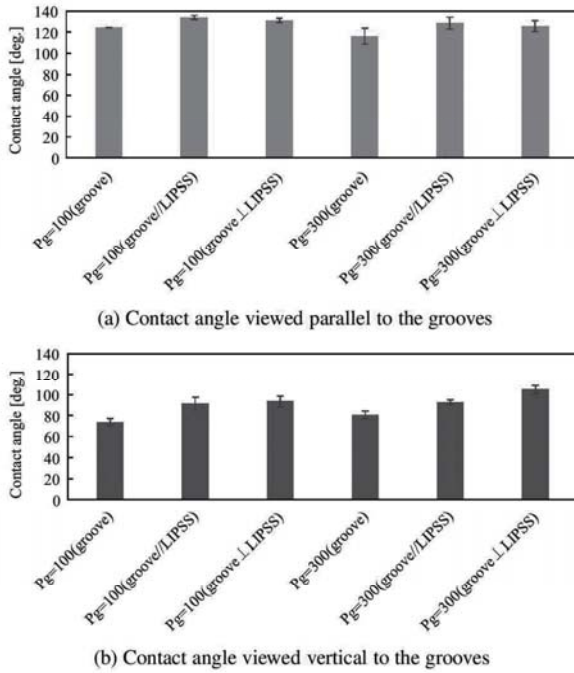 140
120
100
80
60
40
20
0
Contact angle [deg.]
Pg=100(groove)
Pg=100(groove//LIPSS)
Pg=100(groove⊥LIPSS)
Pg=300(groove)
Pg=300(groove//LIPSS)
Pg=300(groove⊥LIPSS)
(a) Contact angle viewed parallel to the grooves
140
120
100
80
60
40
20
0
Contact angle [deg.]
Pg=100(groove)
Pg=100(groove//LIPSS)
Pg=100(groove⊥LIPSS)
Pg=300(groove)
Pg=300(groove//LIPSS)
Pg=300(groove⊥LIPSS)
(b) Contact angle viewed vertical to the grooves